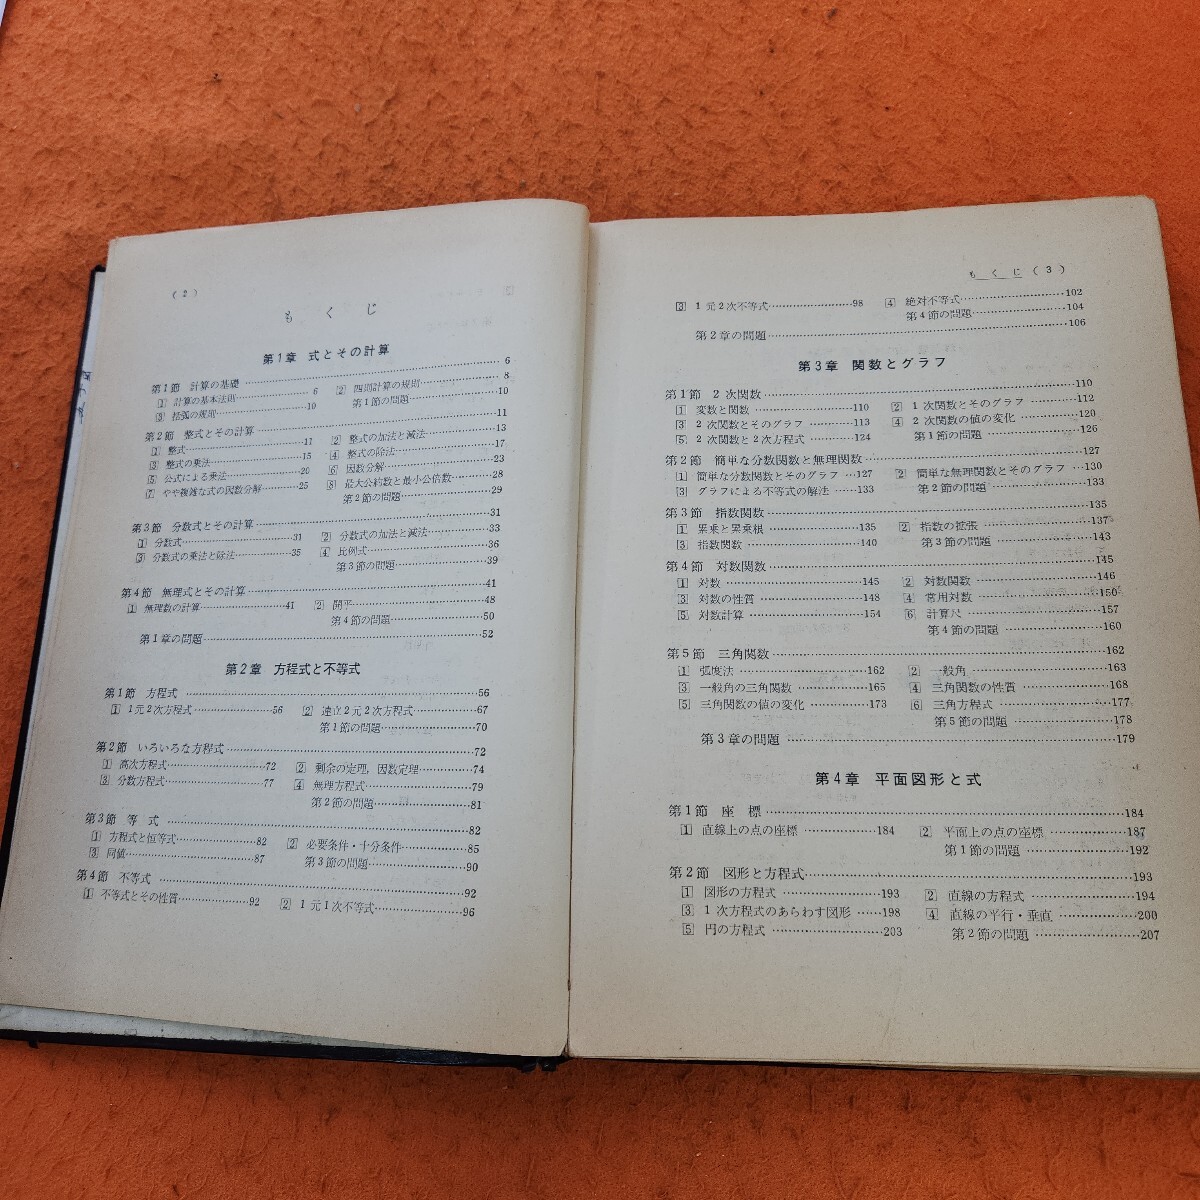 (2)
もくじ
第1章 式とその計算
第1節 計算の基礎……6
1 計算の基本法則……6 2 四則計算の規則……8
3 括弧の規則……10 第1節の問題……10
第2節 整式とその計算……11
1 整式……11 2 整式の加法と減法……13
3 整式の乗法……15 4 整式の除法……17
5 公式による乗法……20 6 因数分解……23
7 やや複雑な式の因数分解……25 8 最大公約数と最小公倍数……28
第2節の問題……29
第3節 分数式とその計算……31
1 分数式……31 2 分数式の加法と減法……33
3 分数式の乗法と除法……35 4 比例式……36
第3節の問題……39
第4節 無理式とその計算……41
1 無理数の計算……41 2 開平……48
第4節の問題……50
第1章の問題……52
第2章 方程式と不等式
第1節 方程式……56
1 1元2次方程式……56 2 連立2元2次方程式……67
第1節の問題……70
第2節 いろいろな方程式……72
1 高次方程式……72 2 剰余の定理,因数定理……74
3 分数方程式……77 4 無理方程式……79
第2節の問題……81
第3節 等式……82
1 方程式と恒等式……82 2 必要条件・十分条件……85
3 同値……87 第3節の問題……90
第4節 不等式……92
1 不等式とその性質……92 2 1元1次不等式……96
もくじ (3)
3 1元2次不等式……98 4 絶対不等式……102
第4節の問題……104
第2章の問題……106
第3章 関数とグラフ
第1節 2次関数……110
1 変数と関数……110 2 1次関数とそのグラフ……112
3 2次関数とそのグラフ……113 4 2次関数の値の変化……120
5 2次関数と2次方程式……124 第1節の問題……126
第2節 簡単な分数関数と無理関数……127
1 簡単な分数関数とそのグラフ……127 2 簡単な無理関数とそのグラフ……130
3 グラフによる不等式の解法……133 第2節の問題……133
第3節 指数関数……135
1 累乗と累乗根……135 2 指数の拡張……137
3 指数関数……140 第3節の問題……143
第4節 対数関数……145
1 対数……145 2 対数関数……146
3 対数の性質……148 4 常用対数……150
5 対数計算……154 6 計算尺……157
第4節の問題……160
第5節 三角関数……162
1 弧度法……162 2 一般角……163
3 一般角の三角関数……165 4 三角関数の性質……168
5 三角関数の値の変化……173 6 三角方程式……177
第5節の問題……178
第3章の問題……179
第4章 平面図形と式
第1節 座標……184
1 直線上の点の座標……184 2 平面上の点の座標……187
第1節の問題……192
第2節 図形と方程式……193
1 図形の方程式……193 2 直線の方程式……194
3 1次方程式のあらわす図形……198 4 直線の平行・垂直……200
5 円の方程式……203 第2節の問題……207